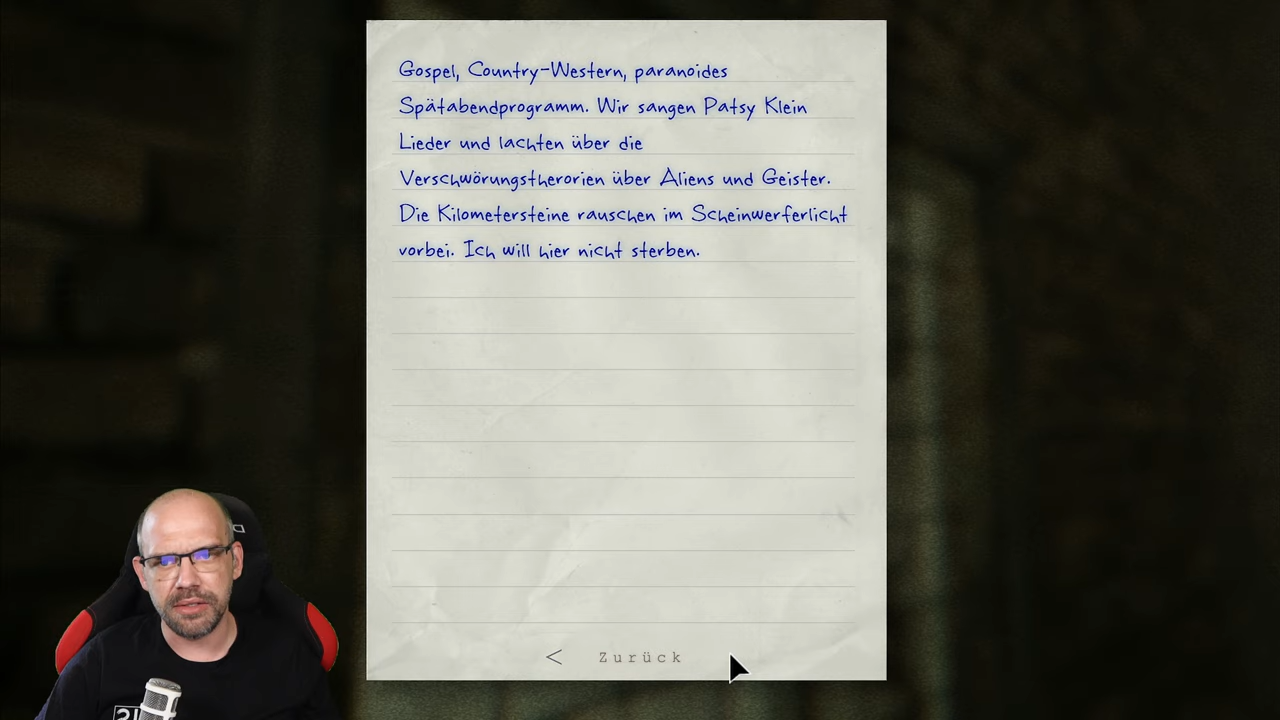 Gospel, Country-Western, paranoides
Spätabendprogramm. Wir sangen Patsy Klein
Lieder und lachten über die
Verschwörungstherorien über Aliens und Geister.
Die Kilometersteine rauschen im Scheinwerferlicht
vorbei. Ich will hier nicht sterben.
< Zurück